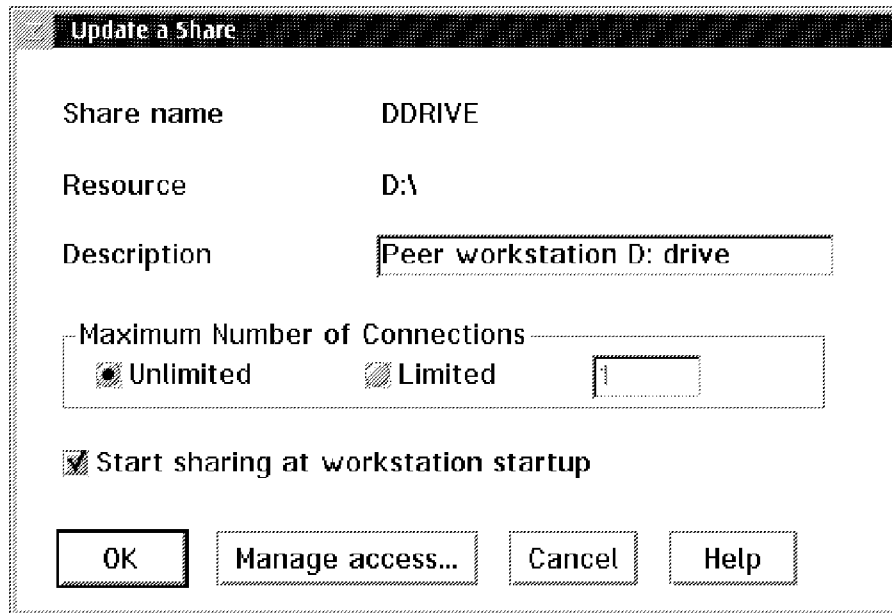 Update a Share
Share name DDRIVE
Resource D:\
Description Peer workstation D: drive
Maximum Number of Connections
Unlimited Limited 1
Start sharing at workstation startup
OK Manage access... Cancel Help